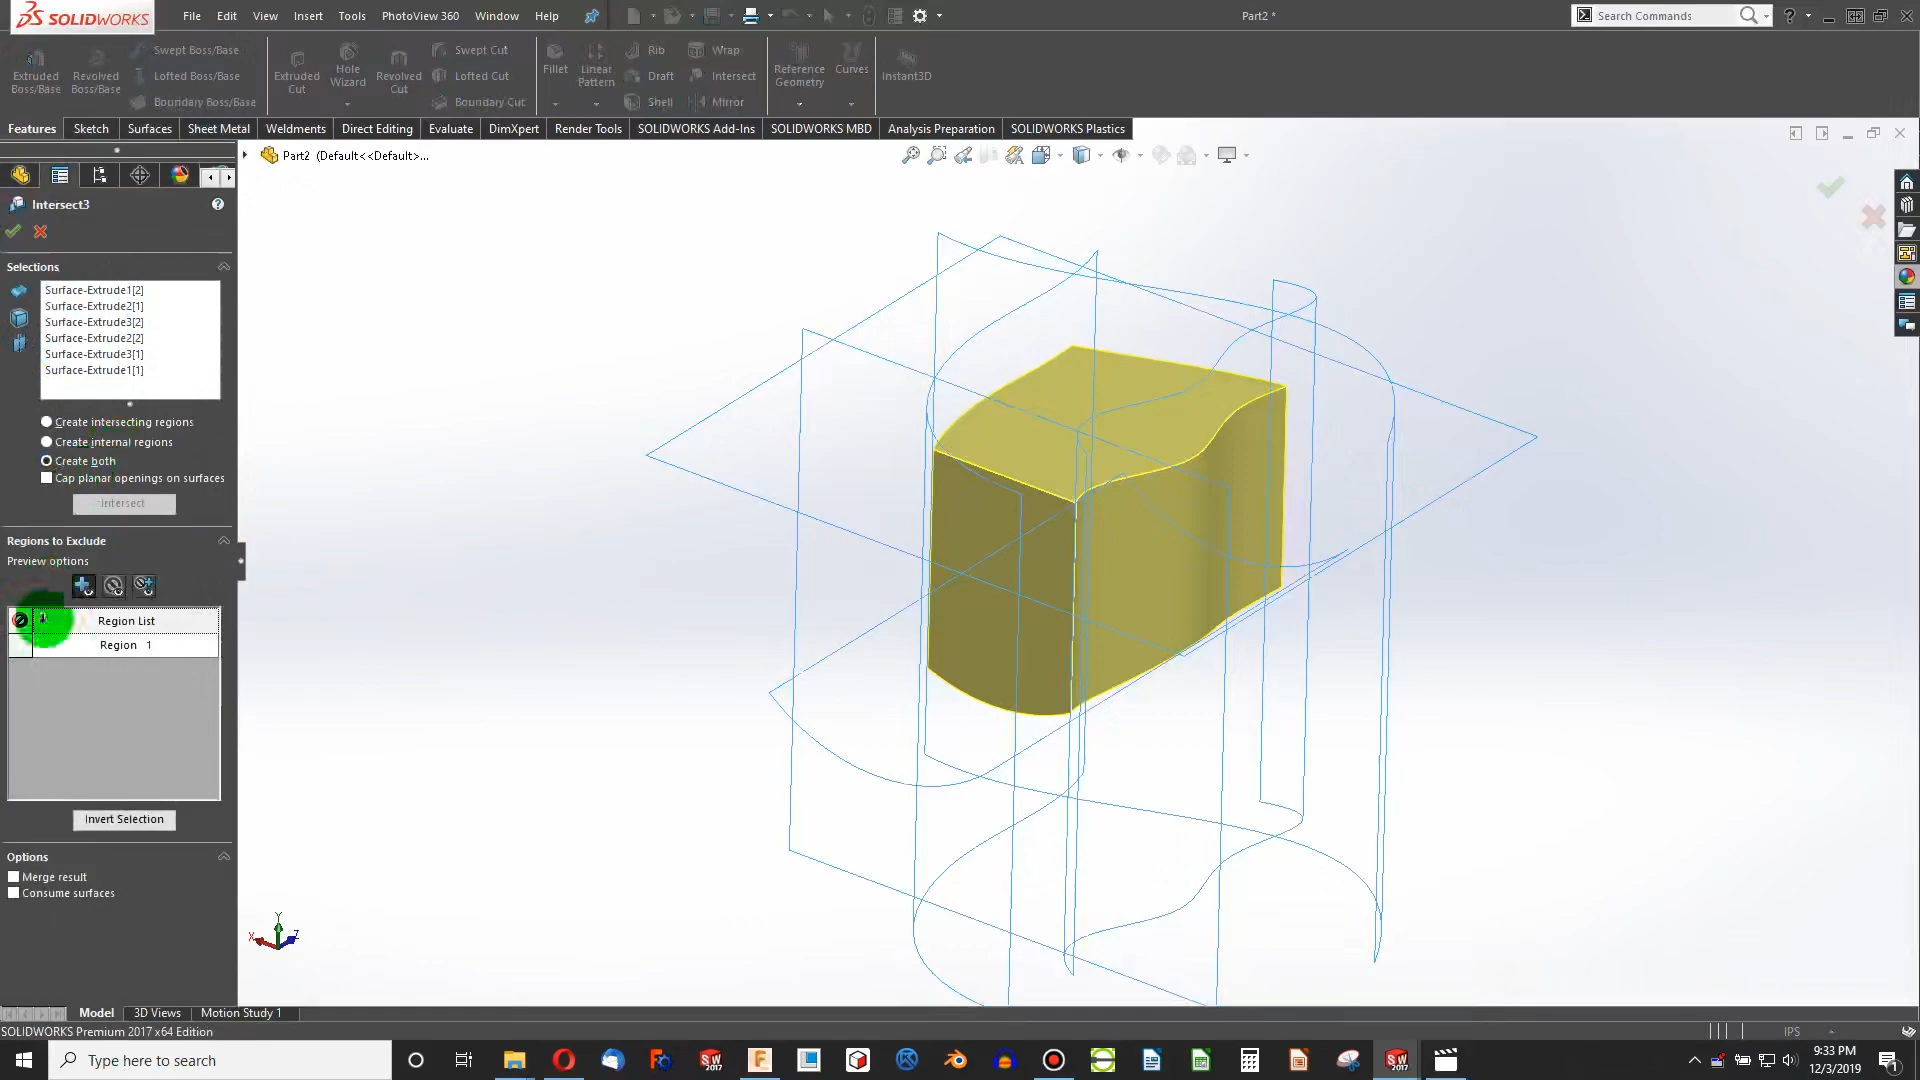 SOLIDWORKS
File Edit View Insert Tools PhotoView 360 Window Help
Part2 *
Search Commands
Extruded Boss/Base
Revolved Boss/Base
Swept Boss/Base
Lofted Boss/Base
Boundary Boss/Base
Extruded Cut
Hole Wizard
Revolved Cut
Swept Cut
Lofted Cut
Boundary Cut
Fillet
Linear Pattern
Rib
Draft
Shell
Wrap
Intersect
Mirror
Reference Geometry
Curves
Instant3D
Features Sketch Surfaces Sheet Metal Weldments Direct Editing Evaluate DimXpert Render Tools SOLIDWORKS Add-Ins SOLIDWORKS MBD Analysis Preparation SOLIDWORKS Plastics
Part2 (Default<<Default>...
Intersect3
Selections
Surface-Extrude1[2]
Surface-Extrude2[1]
Surface-Extrude3[2]
Surface-Extrude2[2]
Surface-Extrude3[1]
Surface-Extrude1[1]
Create intersecting regions
Create internal regions
Create both
Cap planar openings on surfaces
Intersect
Regions to Exclude
Preview options
Region List
Region 1
Invert Selection
Options
Merge result
Consume surfaces
Y
X
Z
Model 3D Views Motion Study 1
SOLIDWORKS Premium 2017 x64 Edition
IPS
Type here to search
SW 2017
SW 2017
9:33 PM
12/3/2019
1